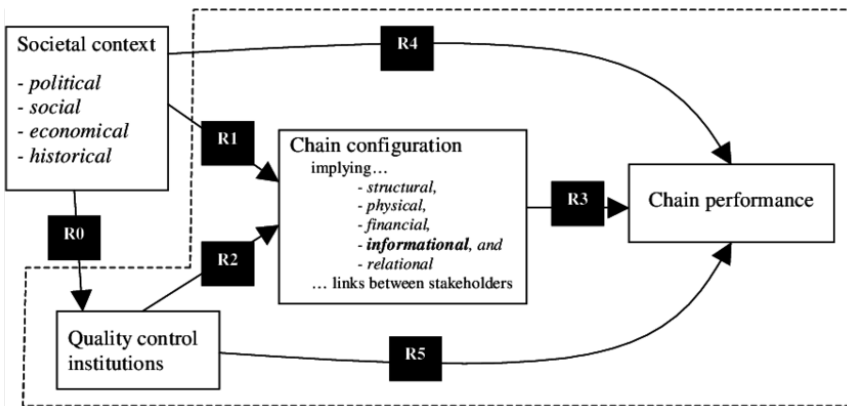 Societal context
- political
- social
- economical
- historical
R4
R1
Chain configuration
implying…
- structural,
- physical,
- financial,
- informational, and
- relational
… links between stakeholders
R3
Chain performance
R0
R2
Quality control
institutions
R5